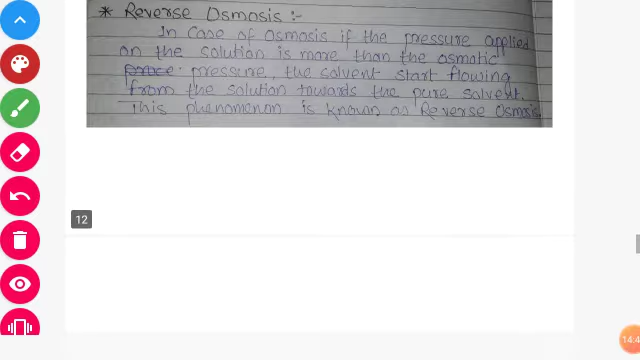 * Reverse Osmosis :-
In Case of Osmosis if the pressure applied
on the solution is more than the osmotic
pressure, the solvent start flowing
from the solution towards the pure solvent.
This phenomenon is known as Reverse Osmosis.
12
14:4